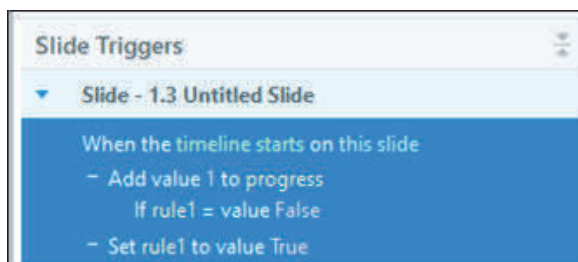 Slide Triggers
Slide - 1.3 Untitled Slide
When the timeline starts on this slide
- Add value 1 to progress
If rule1 = value False
- Set rule1 to value True